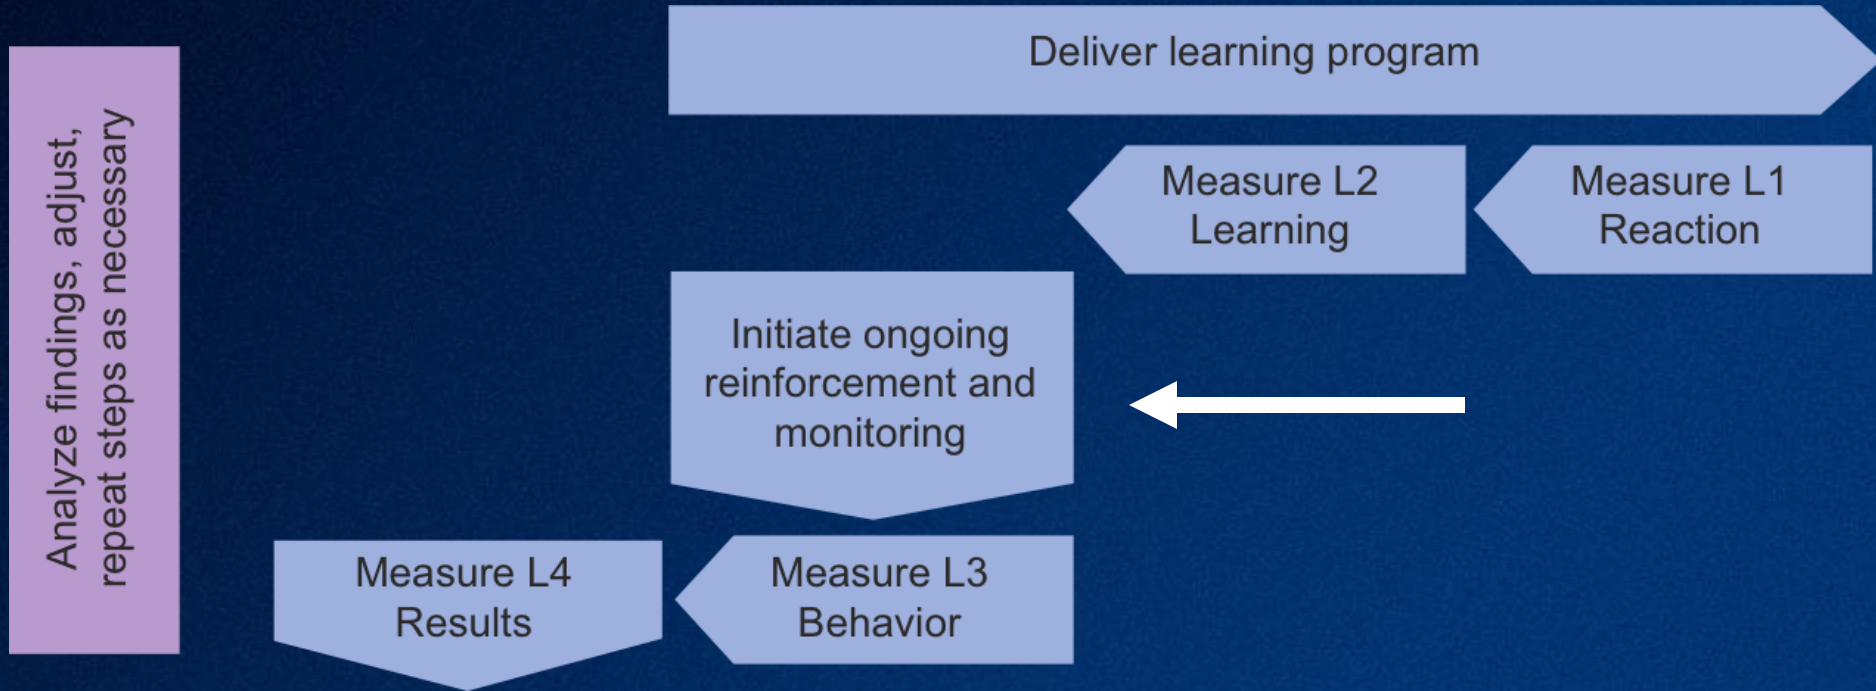 Deliver learning program
Analyze findings, adjust,
repeat steps as necessary
Measure L2
Learning
Measure L1
Reaction
Initiate ongoing
reinforcement and
monitoring
Measure L4
Results
Measure L3
Behavior